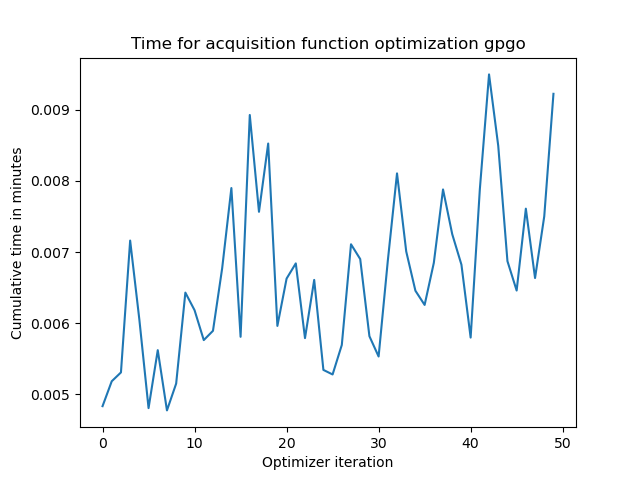 Time for acquisition function optimization gpgo
Cumulative time in minutes
0.009
0.008
0.007
0.006
0.005
0 10 20 30 40 50
Optimizer iteration